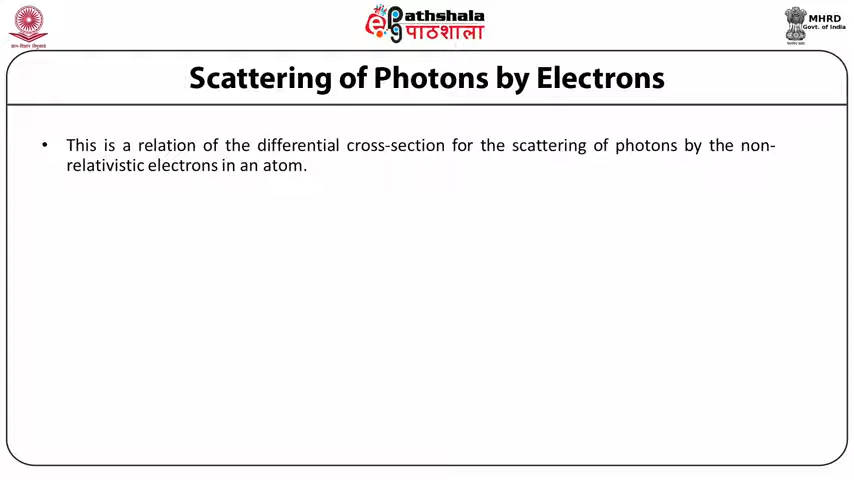 ePathshala
पाठशाला
MHRD
Govt. of India
Scattering of Photons by Electrons
• This is a relation of the differential cross-section for the scattering of photons by the non-
relativistic electrons in an atom.